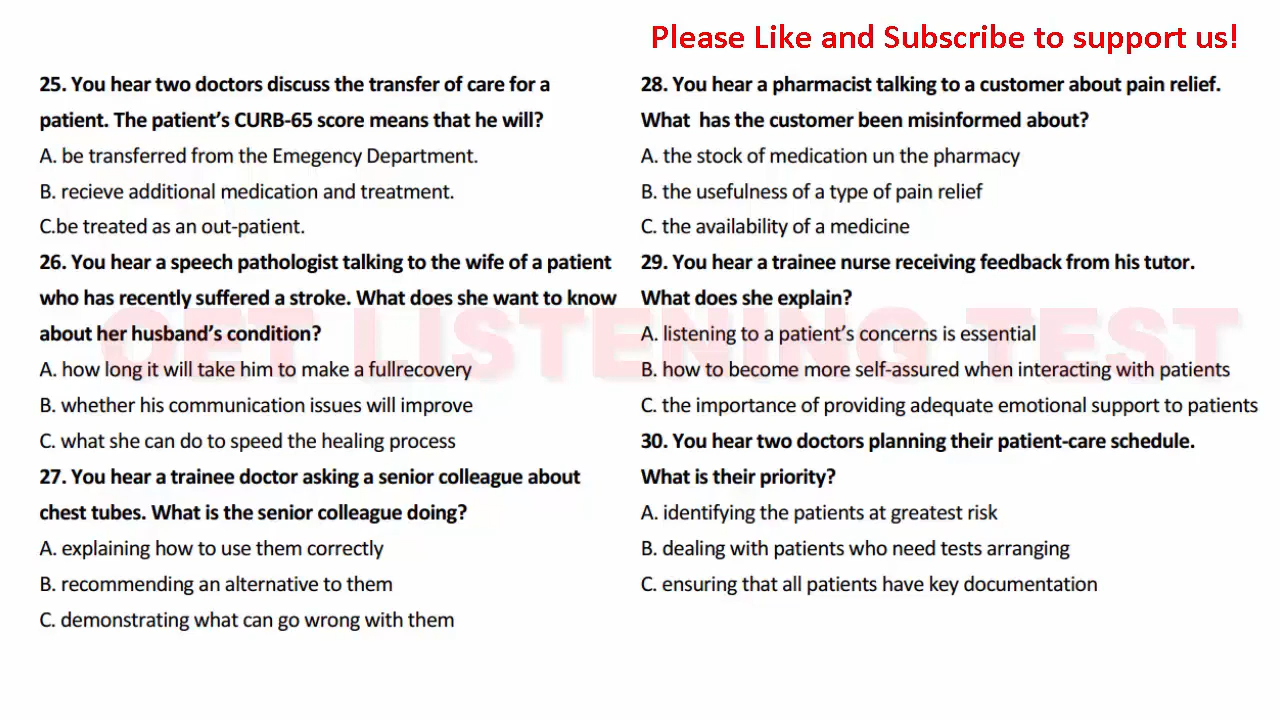 Please Like and Subscribe to support us!
25. You hear two doctors discuss the transfer of care for a
patient. The patient's CURB-65 score means that he will?
A. be transferred from the Emegency Department.
B. recieve additional medication and treatment.
C.be treated as an out-patient.
26. You hear a speech pathologist talking to the wife of a patient
who has recently suffered a stroke. What does she want to know
about her husband's condition?
A. how long it will take him to make a fullrecovery
B. whether his communication issues will improve
C. what she can do to speed the healing process
27. You hear a trainee doctor asking a senior colleague about
chest tubes. What is the senior colleague doing?
A. explaining how to use them correctly
B. recommending an alternative to them
C. demonstrating what can go wrong with them
28. You hear a pharmacist talking to a customer about pain relief.
What has the customer been misinformed about?
A. the stock of medication un the pharmacy
B. the usefulness of a type of pain relief
C. the availability of a medicine
29. You hear a trainee nurse receiving feedback from his tutor.
What does she explain?
A. listening to a patient's concerns is essential
B. how to become more self-assured when interacting with patients
C. the importance of providing adequate emotional support to patients
30. You hear two doctors planning their patient-care schedule.
What is their priority?
A. identifying the patients at greatest risk
B. dealing with patients who need tests arranging
C. ensuring that all patients have key documentation
OET LISTENING TEST